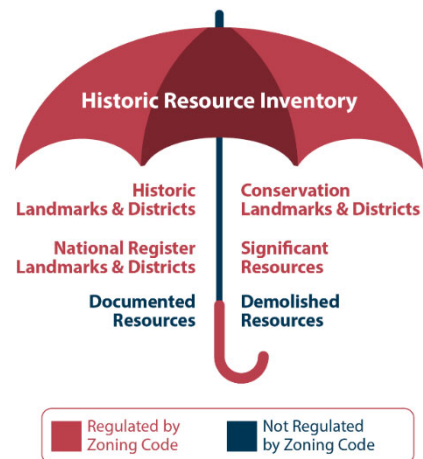 Historic Resource Inventory
Historic
Landmarks & Districts
Conservation
Landmarks & Districts
National Register
Landmarks & Districts
Significant
Resources
Documented
Resources
Demolished
Resources
Regulated by
Zoning Code
Not Regulated
by Zoning Code